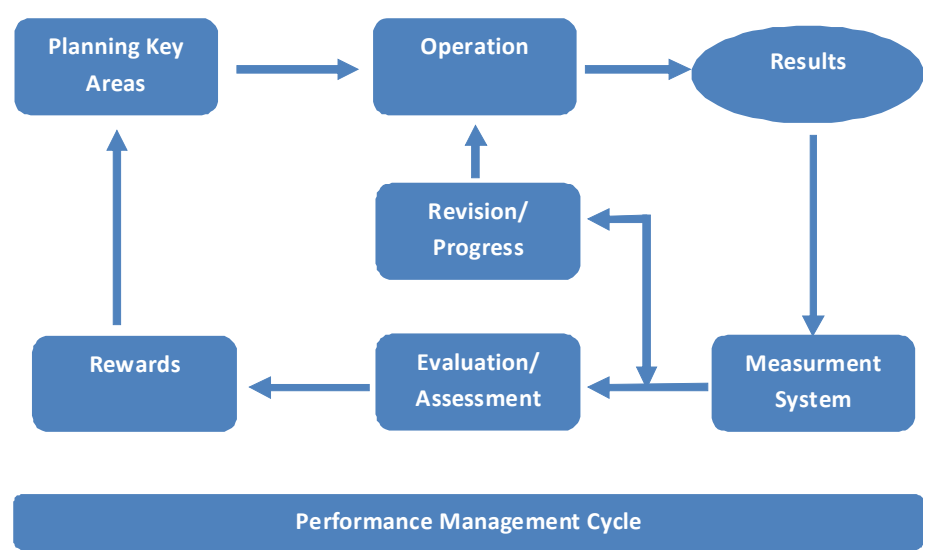 Planning Key
Areas
Operation
Results
Revision/
Progress
Rewards
Evaluation/
Assessment
Measurment
System
Performance Management Cycle